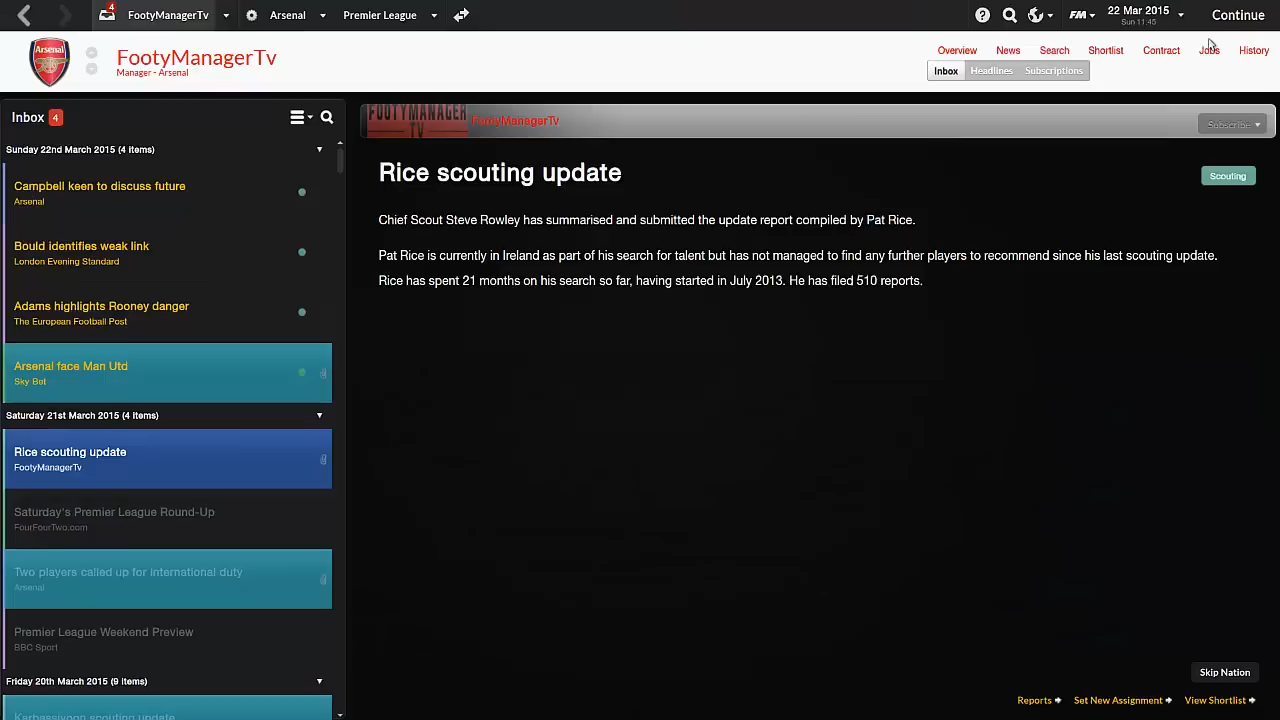 4
FootyManagerTv
Arsenal
Premier League
FM
22 Mar 2015
Sun 11:45
Continue
Arsenal
FootyManagerTv
Manager - Arsenal
Overview
News
Search
Shortlist
Contract
Jobs
History
Inbox
Headlines
Subscriptions
Inbox 4
Sunday 22nd March 2015 (4 items)
Campbell keen to discuss future
Arsenal
Bould identifies weak link
London Evening Standard
Adams highlights Rooney danger
The European Football Post
Arsenal face Man Utd
Sky Bet
Saturday 21st March 2015 (4 items)
Rice scouting update
FootyManagerTv
Saturday's Premier League Round-Up
FourFourTwo.com
Two players called up for international duty
Arsenal
Premier League Weekend Preview
BBC Sport
Friday 20th March 2015 (9 items)
Karbassiyoon scouting update
FOOTYMANAGER
TV
FootyManagerTv
Subscribe
Rice scouting update
Scouting
Chief Scout Steve Rowley has summarised and submitted the update report compiled by Pat Rice.
Pat Rice is currently in Ireland as part of his search for talent but has not managed to find any further players to recommend since his last scouting update.
Rice has spent 21 months on his search so far, having started in July 2013. He has filed 510 reports.
Skip Nation
Reports
Set New Assignment
View Shortlist